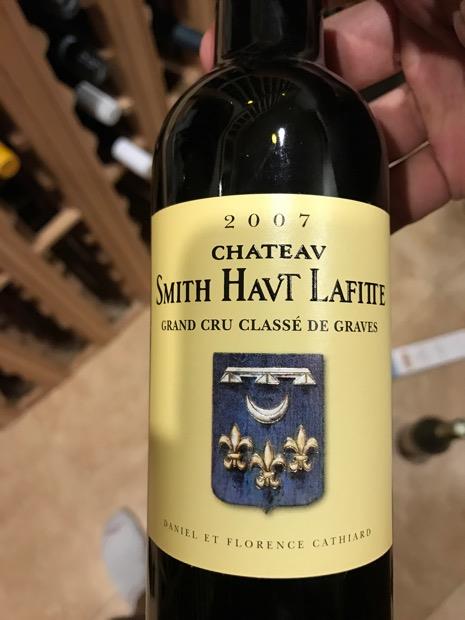 2007
CHATEAV
SMITH HAVT LAFITTE
GRAND CRU CLASSÉ DE GRAVES
DANIEL ET FLORENCE CATHIARD